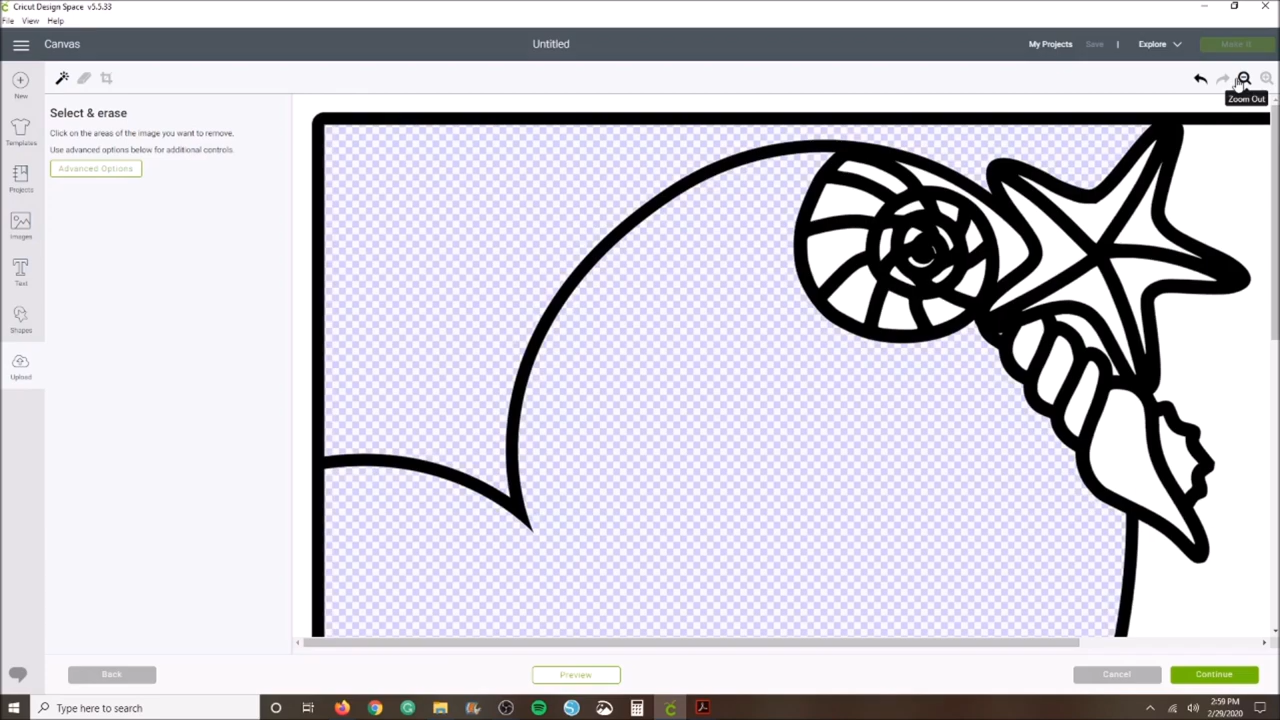 Cricut Design Space v5.5.33
File View Help
Canvas
Untitled
My Projects Save | Explore
Make It
Zoom Out
New
Templates
Projects
Images
Text
Shapes
Upload
Select & erase
Click on the areas of the image you want to remove.
Use advanced options below for additional controls.
Advanced Options
Back
Preview
Cancel
Continue
Type here to search
2:59 PM
2/29/2020